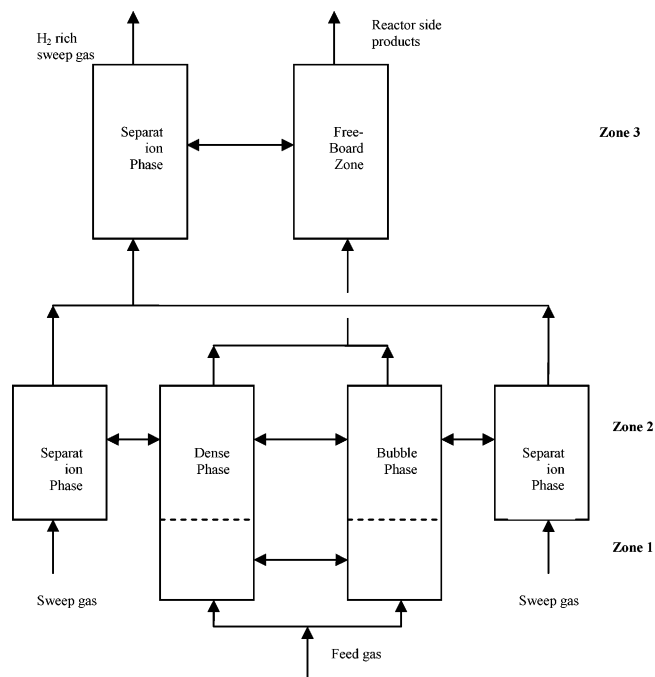 H2 rich
sweep gas
Reactor side
products
Separat
ion
Phase
Free-
Board
Zone
Zone 3
Separat
ion
Phase
Dense
Phase
Bubble
Phase
Separat
ion
Phase
Zone 2
Zone 1
Sweep gas
Sweep gas
Feed gas